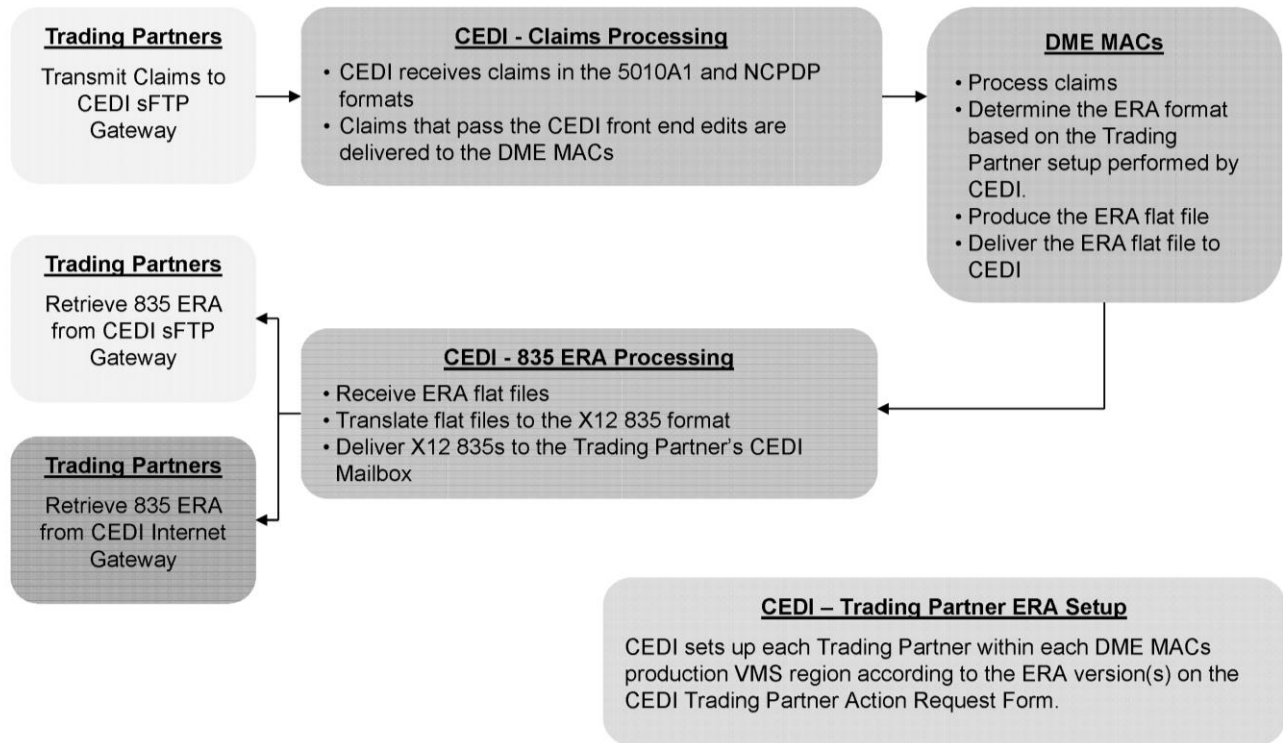 Trading Partners
Transmit Claims to
CEDI sFTP
Gateway
CEDI - Claims Processing
• CEDI receives claims in the 5010A1 and NCPDP
formats
• Claims that pass the CEDI front end edits are
delivered to the DME MACs
DME MACs
• Process claims
• Determine the ERA format
based on the Trading
Partner setup performed by
CEDI.
• Produce the ERA flat file
• Deliver the ERA flat file to
CEDI
Trading Partners
Retrieve 835 ERA
from CEDI sFTP
Gateway
CEDI - 835 ERA Processing
• Receive ERA flat files
• Translate flat files to the X12 835 format
• Deliver X12 835s to the Trading Partner's CEDI
Mailbox
Trading Partners
Retrieve 835 ERA
from CEDI Internet
Gateway
CEDI – Trading Partner ERA Setup
CEDI sets up each Trading Partner within each DME MACs
production VMS region according to the ERA version(s) on the
CEDI Trading Partner Action Request Form.